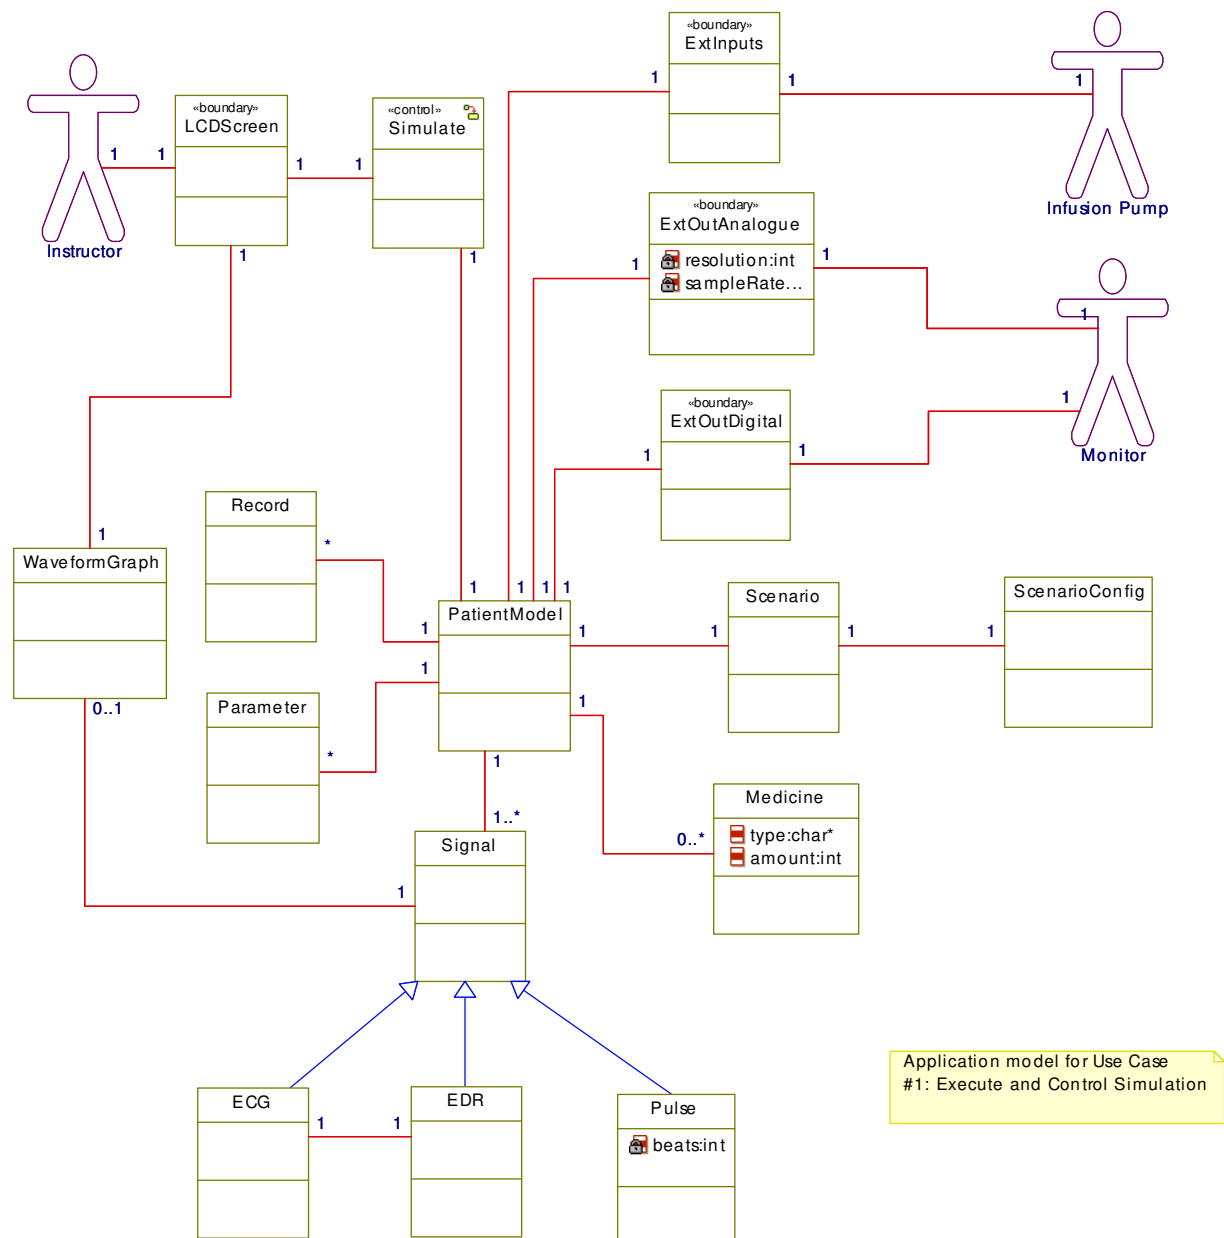 «boundary»
ExtInputs
1
1
1
Infusion Pump
«boundary»
LCDScreen
«control»
Simulate
1
1
1
1
Instructor
1
1
«boundary»
ExtOutAnalogue
resolution:int
sampleRate...
1
1
1
Monitor
«boundary»
ExtOutDigital
1
1
1
1
WaveformGraph
0..1
Record
*
1
1
1
1
1
PatientModel
1
1
1
1
1
Scenario
1
1
1
ScenarioConfig
Parameter
*
1..*
Signal
1
0..*
Medicine
type:char*
amount:int
ECG
1
1
EDR
Pulse
beats:int
Application model for Use Case
#1: Execute and Control Simulation